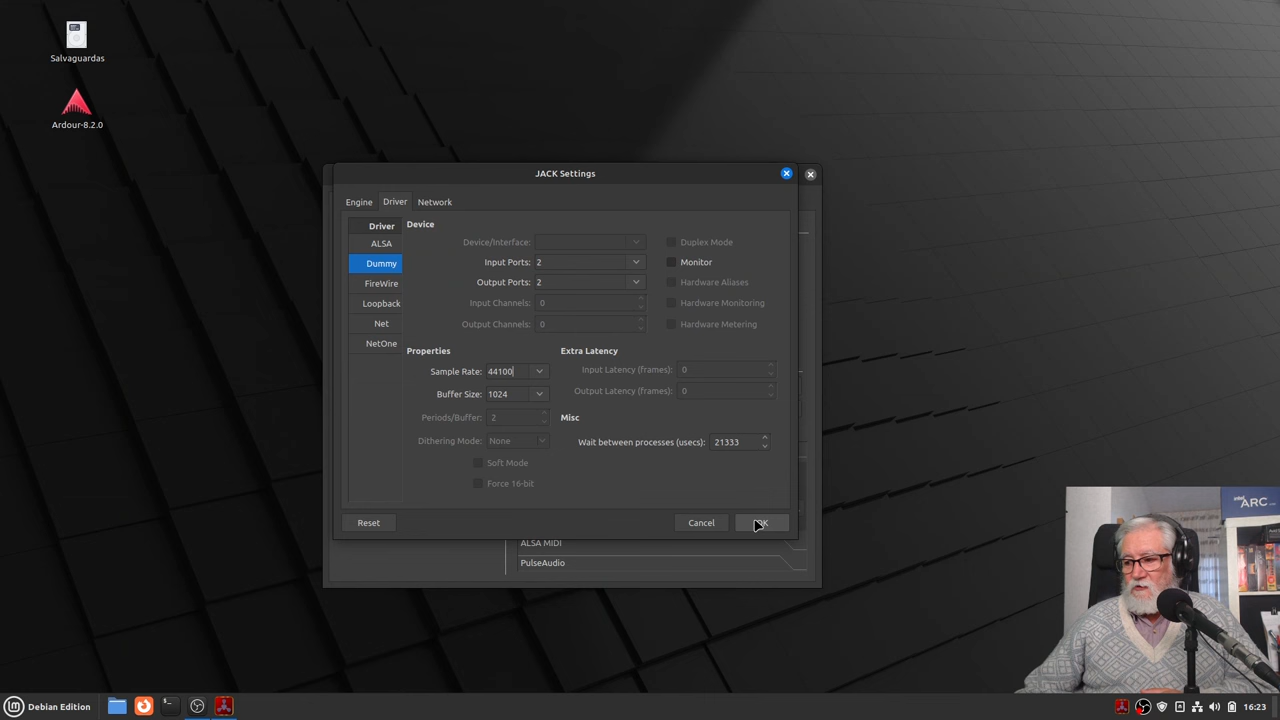 Salvaguardas
Ardour-8.2.0
JACK Settings
Engine Driver Network
Driver
ALSA
Dummy
FireWire
Loopback
Net
NetOne
Device
Device/Interface:
Duplex Mode
Input Ports: 2
Monitor
Output Ports: 2
Hardware Aliases
Input Channels: 0
Hardware Monitoring
Output Channels: 0
Hardware Metering
Properties
Sample Rate: 44100
Buffer Size: 1024
Periods/Buffer: 2
Dithering Mode: None
Soft Mode
Force 16-bit
Extra Latency
Input Latency (frames): 0
Output Latency (frames): 0
Misc
Wait between processes (usecs): 21333
Reset
Cancel
OK
ALSA MIDI
PulseAudio
intel
ARC
Debian Edition
16:23